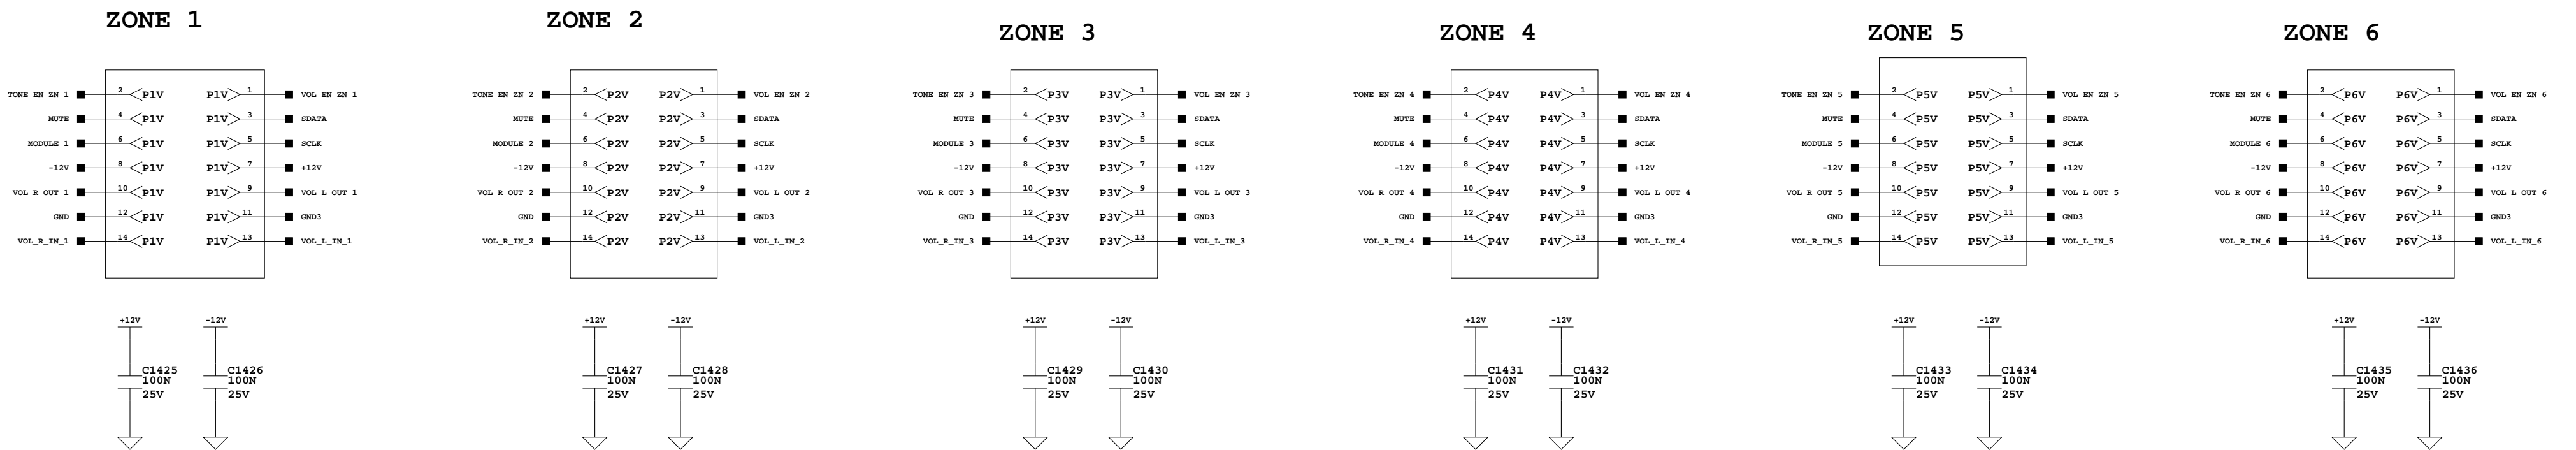 ZONE 1 ZONE 2 ZONE 3 ZONE 4 ZONE 5 ZONE 6
TONE_EN_ZN_1 2 P1V P1V 1 VOL_EN_ZN_1 TONE_EN_ZN_2 2 P2V P2V 1 VOL_EN_ZN_2 TONE_EN_ZN_3 2 P3V P3V 1 VOL_EN_ZN_3 TONE_EN_ZN_4 2 P4V P4V 1 VOL_EN_ZN_4 TONE_EN_ZN_5 2 P5V P5V 1 VOL_EN_ZN_5 TONE_EN_ZN_6 2 P6V P6V 1 VOL_EN_ZN_6
MUTE 4 P1V P1V 3 SDATA MUTE 4 P2V P2V 3 SDATA MUTE 4 P3V P3V 3 SDATA MUTE 4 P4V P4V 3 SDATA MUTE 4 P5V P5V 3 SDATA MUTE 4 P6V P6V 3 SDATA
MODULE_1 6 P1V P1V 5 SCLK MODULE_2 6 P2V P2V 5 SCLK MODULE_3 6 P3V P3V 5 SCLK MODULE_4 6 P4V P4V 5 SCLK MODULE_5 6 P5V P5V 5 SCLK MODULE_6 6 P6V P6V 5 SCLK
-12V 8 P1V P1V 7 +12V -12V 8 P2V P2V 7 +12V -12V 8 P3V P3V 7 +12V -12V 8 P4V P4V 7 +12V -12V 8 P5V P5V 7 +12V -12V 8 P6V P6V 7 +12V
VOL_R_OUT_1 10 P1V P1V 9 VOL_L_OUT_1 VOL_R_OUT_2 10 P2V P2V 9 VOL_L_OUT_2 VOL_R_OUT_3 10 P3V P3V 9 VOL_L_OUT_3 VOL_R_OUT_4 10 P4V P4V 9 VOL_L_OUT_4 VOL_R_OUT_5 10 P5V P5V 9 VOL_L_OUT_5 VOL_R_OUT_6 10 P6V P6V 9 VOL_L_OUT_6
GND 12 P1V P1V 11 GND3 GND 12 P2V P2V 11 GND3 GND 12 P3V P3V 11 GND3 GND 12 P4V P4V 11 GND3 GND 12 P5V P5V 11 GND3 GND 12 P6V P6V 11 GND3
VOL_R_IN_1 14 P1V P1V 13 VOL_L_IN_1 VOL_R_IN_2 14 P2V P2V 13 VOL_L_IN_2 VOL_R_IN_3 14 P3V P3V 13 VOL_L_IN_3 VOL_R_IN_4 14 P4V P4V 13 VOL_L_IN_4 VOL_R_IN_5 14 P5V P5V 13 VOL_L_IN_5 VOL_R_IN_6 14 P6V P6V 13 VOL_L_IN_6
+12V -12V +12V -12V +12V -12V +12V -12V +12V -12V +12V -12V
C1425 C1426 C1427 C1428 C1429 C1430 C1431 C1432 C1433 C1434 C1435 C1436
100N 100N 100N 100N 100N 100N 100N 100N 100N 100N 100N 100N
25V 25V 25V 25V 25V 25V 25V 25V 25V 25V 25V 25V